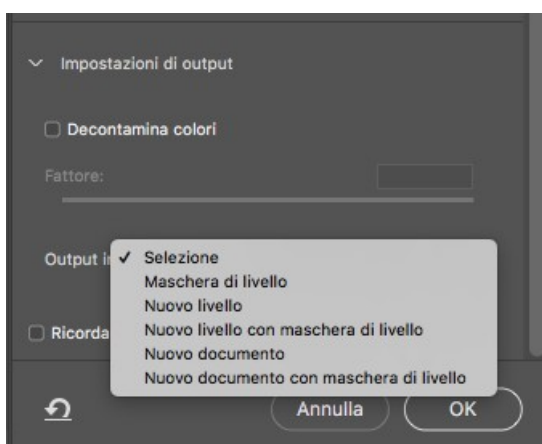 Impostazioni di output
Decontamina colori
Fattore:
Output in ✓ Selezione
Maschera di livello
Nuovo livello
Nuovo livello con maschera di livello
Ricorda
Nuovo documento
Nuovo documento con maschera di livello
Annulla OK